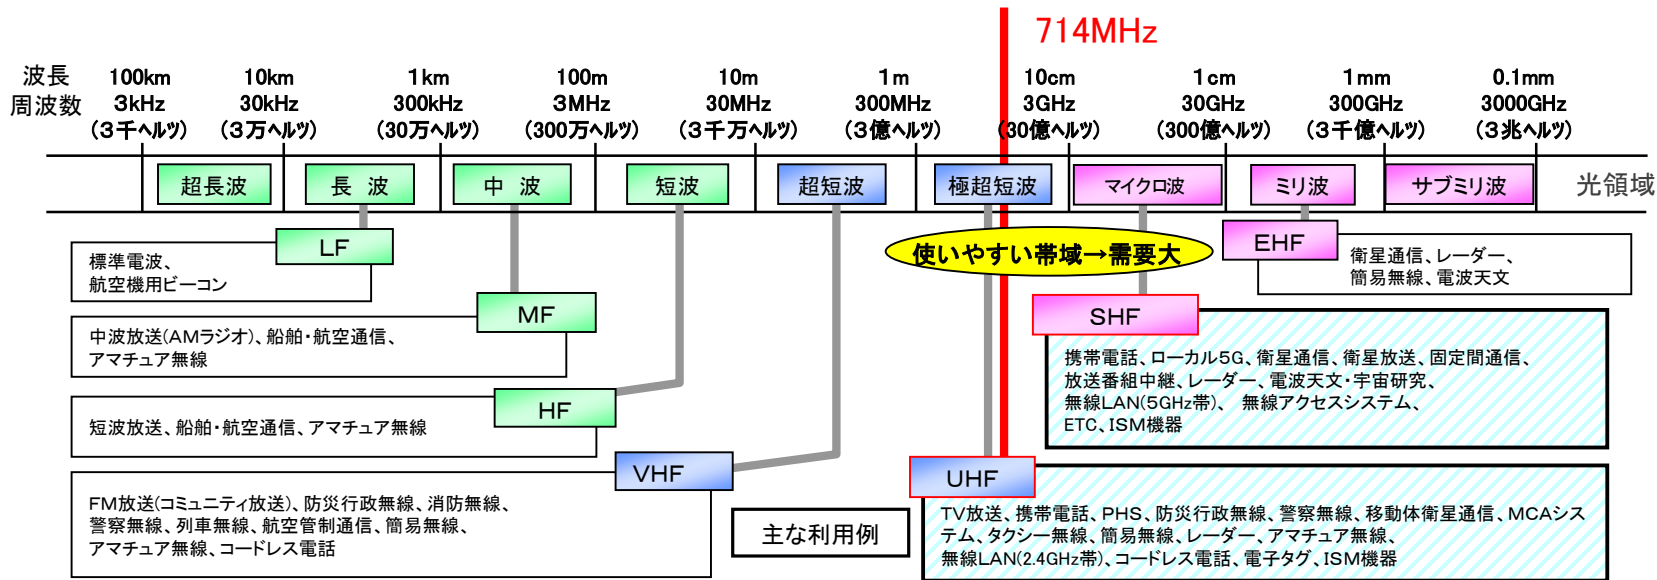 714MHz
波長 100km 10km 1km 100m 10m 1m 10cm 1cm 1mm 0.1mm
周波数 3kHz 30kHz 300kHz 3MHz 30MHz 300MHz 3GHz 30GHz 300GHz 3000GHz
(3千ヘルツ) (3万ヘルツ) (30万ヘルツ) (300万ヘルツ) (3千万ヘルツ) (3億ヘルツ) (30億ヘルツ) (300億ヘルツ) (3千億ヘルツ) (3兆ヘルツ)
超長波 長 波 中 波 短波 超短波 極超短波 マイクロ波 ミリ波 サブミリ波 光領域
LF
標準電波、
航空機用ビーコン
使いやすい帯域→需要大
EHF
衛星通信、レーダー、
簡易無線、電波天文
MF
中波放送(AMラジオ)、船舶・航空通信、
アマチュア無線
SHF
携帯電話、ローカル5G、衛星通信、衛星放送、固定間通信、
放送番組中継、レーダー、電波天文・宇宙研究、
無線LAN(5GHz帯)、 無線アクセスシステム、
ETC、ISM機器
HF
短波放送、船舶・航空通信、アマチュア無線
VHF
FM放送(コミュニティ放送)、防災行政無線、消防無線、
警察無線、列車無線、航空管制通信、簡易無線、
アマチュア無線、コードレス電話
主な利用例
UHF
TV放送、携帯電話、PHS、防災行政無線、警察無線、移動体衛星通信、MCAシス
テム、タクシー無線、簡易無線、レーダー、アマチュア無線、
無線LAN(2.4GHz帯)、コードレス電話、電子タグ、ISM機器